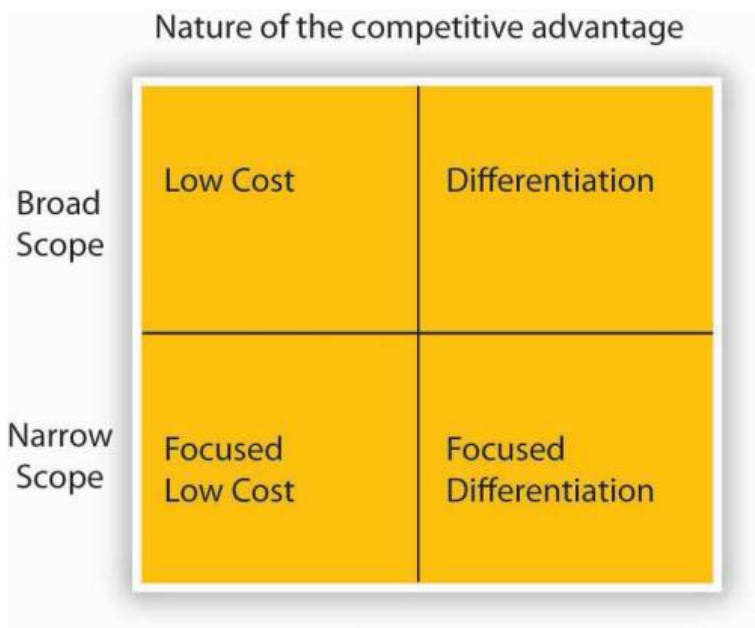 Nature of the competitive advantage
Broad
Scope
Low Cost
Differentiation
Narrow
Scope
Focused
Low Cost
Focused
Differentiation